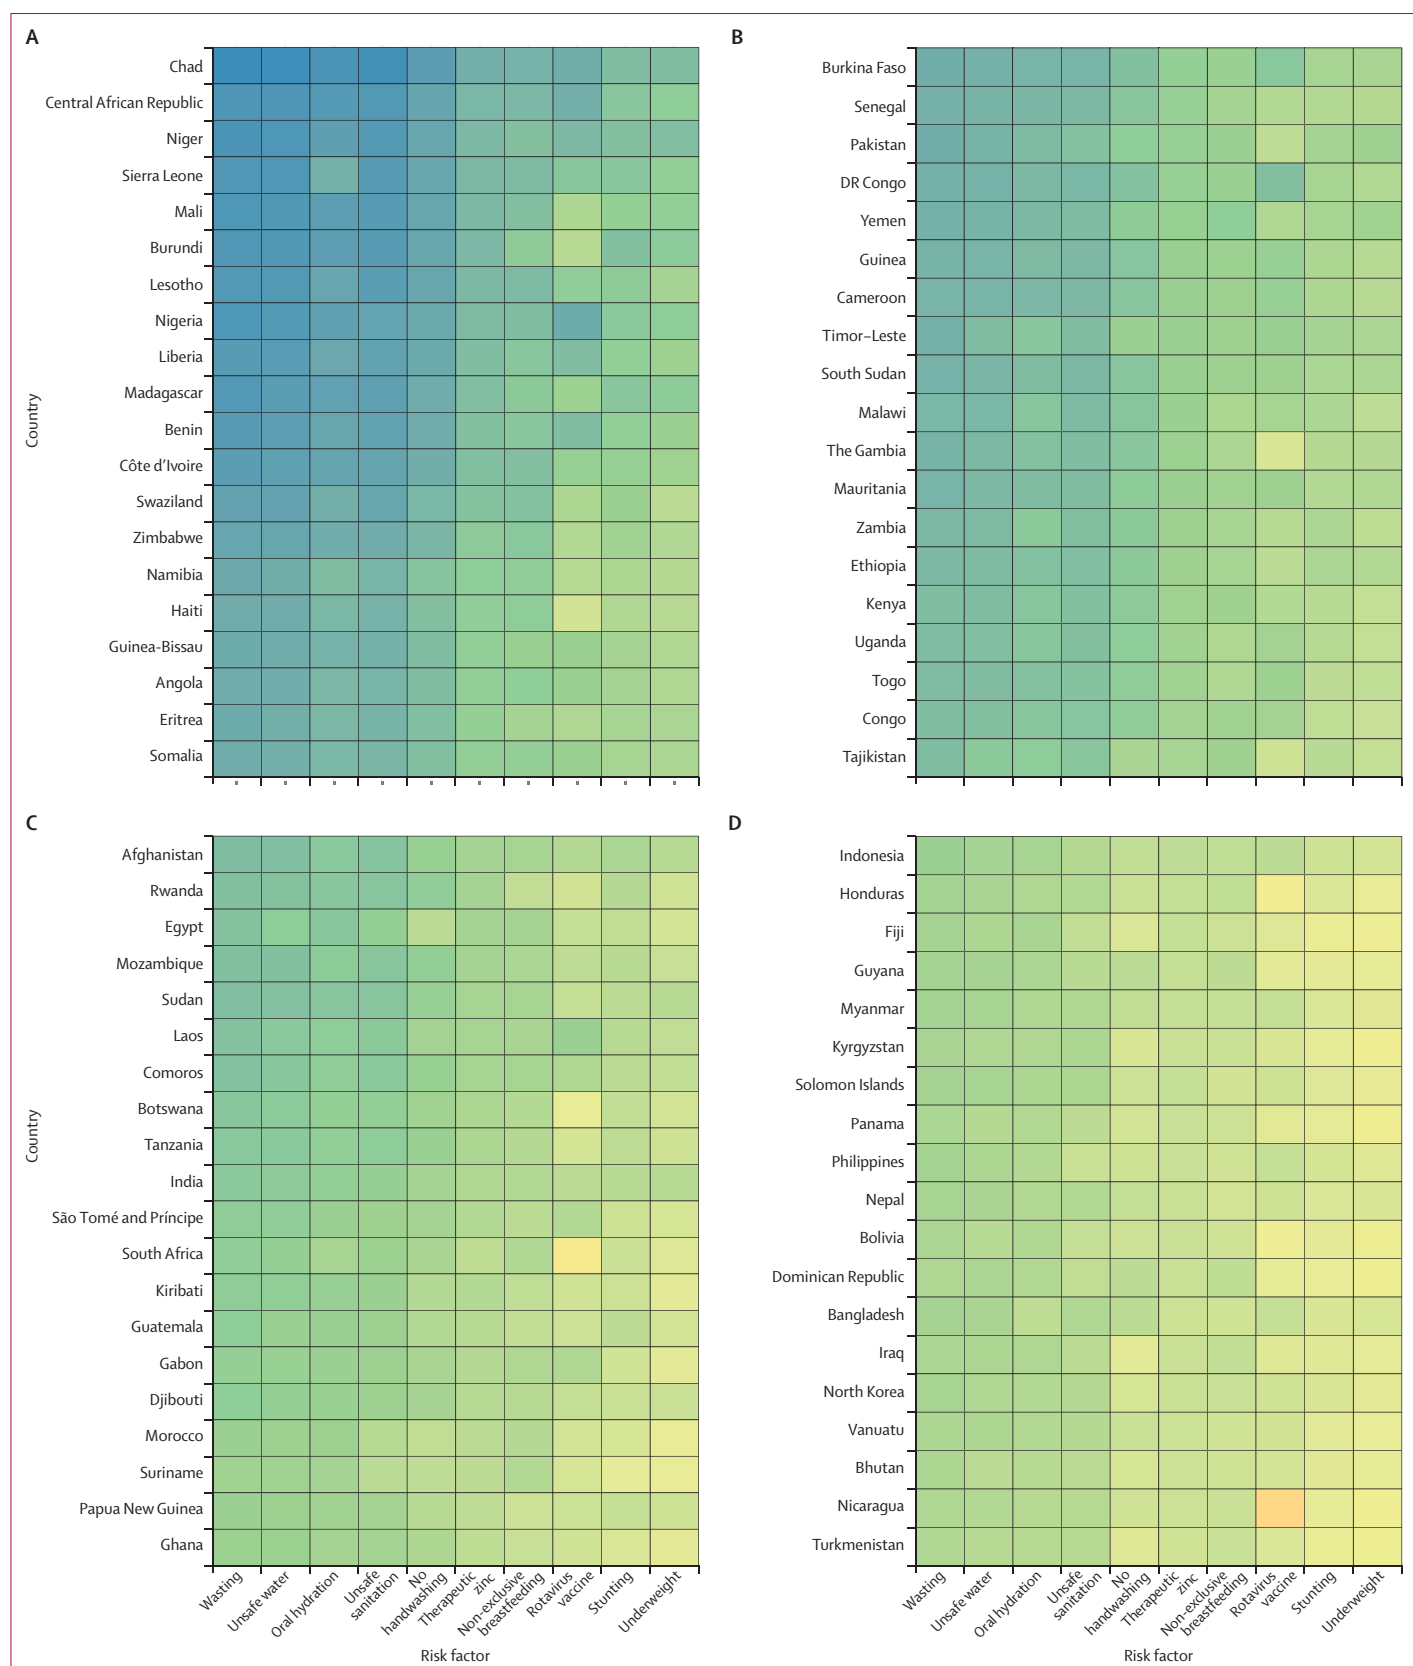 A
Chad
Central African Republic
Niger
Sierra Leone
Mali
Burundi
Lesotho
Nigeria
Liberia
Madagascar
Benin
Côte d'Ivoire
Swaziland
Zimbabwe
Namibia
Haiti
Guinea-Bissau
Angola
Eritrea
Somalia
Country
B
Burkina Faso
Senegal
Pakistan
DR Congo
Yemen
Guinea
Cameroon
Timor–Leste
South Sudan
Malawi
The Gambia
Mauritania
Zambia
Ethiopia
Kenya
Uganda
Togo
Congo
Tajikistan
C
Afghanistan
Rwanda
Egypt
Mozambique
Sudan
Laos
Comoros
Botswana
Tanzania
India
São Tomé and Príncipe
South Africa
Kiribati
Guatemala
Gabon
Djibouti
Morocco
Suriname
Papua New Guinea
Ghana
Country
Wasting
Unsafe water
Oral hydration
Unsafe
sanitation
No
handwashing
Therapeutic
zinc
Non-exclusive
breastfeeding
Rotavirus
vaccine
Stunting
Underweight
Risk factor
D
Indonesia
Honduras
Fiji
Guyana
Myanmar
Kyrgyzstan
Solomon Islands
Panama
Philippines
Nepal
Bolivia
Dominican Republic
Bangladesh
Iraq
North Korea
Vanuatu
Bhutan
Nicaragua
Turkmenistan
Wasting
Unsafe water
Oral hydration
Unsafe
sanitation
No
handwashing
Therapeutic
zinc
Non-exclusive
breastfeeding
Rotavirus
vaccine
Stunting
Underweight
Risk factor